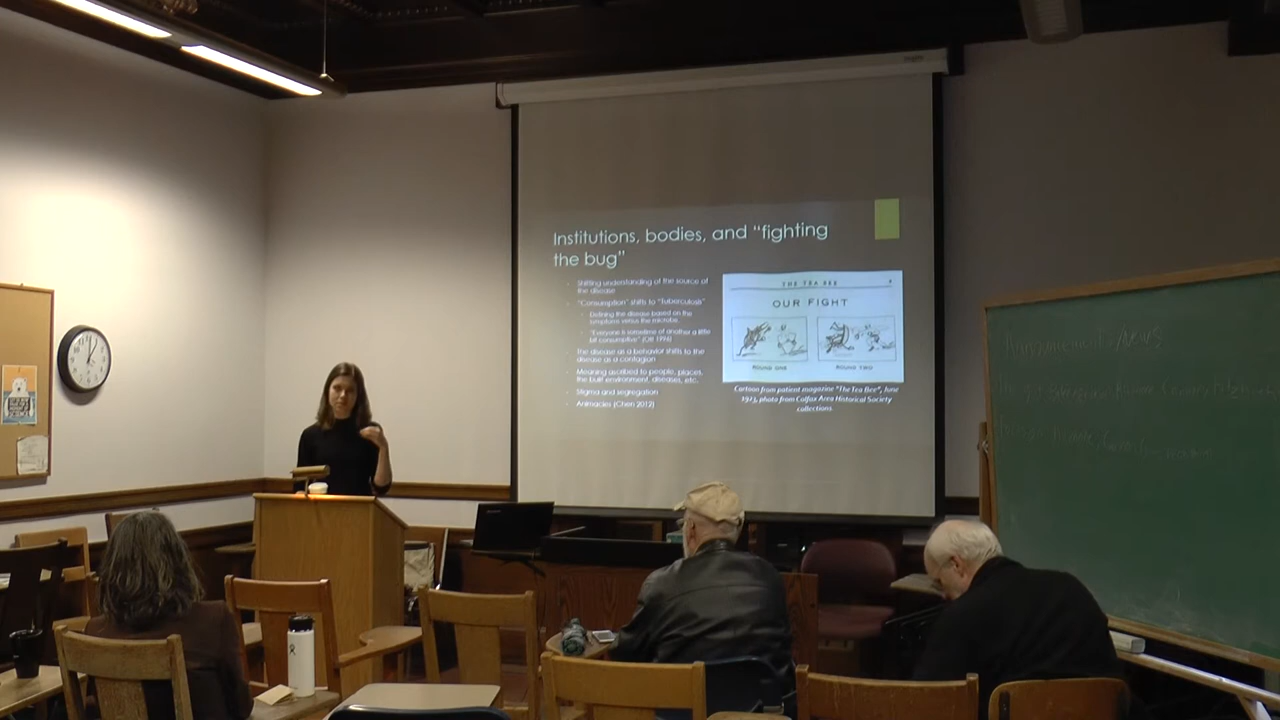 Institutions, bodies, and “fighting
the bug”
Shifting understanding of the source of
the disease
“Consumption” shifts to “Tuberculosis”
Defining the disease based on the
symptoms versus the microbe.
“Everyone is sometime or another a little
bit consumptive” (Ott 1996)
The disease as a behavior shifts to the
disease as a contagion
Meaning ascribed to people, places,
the built environment, diseases, etc.
Stigma and segregation
Animacies (Chen 2012)
THE TEA BEE
OUR FIGHT
ROUND ONE
ROUND TWO
Cartoon from patient magazine “The Tea Bee”, June
1923, photo from Colfax Area Historical Society
collections.
Announcements/News